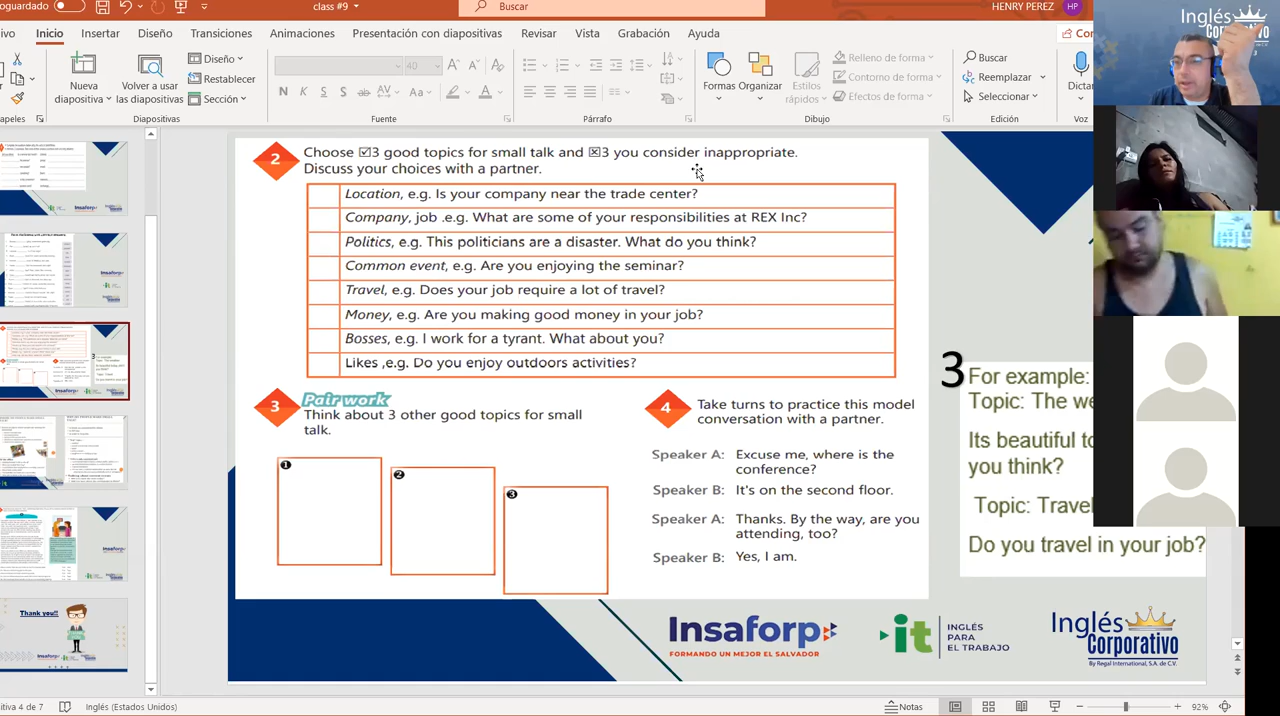 oguardado
class #9
Buscar
HENRY PEREZ
HP
ivo
Inicio
Insertar
Diseño
Transiciones
Animaciones
Presentación con diapositivas
Revisar
Vista
Grabación
Ayuda
Nueva
diapositiva
Volver a usar
las diapositivas
Diseño
Restablecer
Sección
40
Formas
Organizar
Estilos
rápidos
Relleno de forma
Contorno de forma
Efectos de forma
Buscar
Reemplazar
Seleccionar
Dictar
apeles
Diapositivas
Fuente
Párrafo
Dibujo
Edición
Voz
Inglés
Corporativo
2
Choose ☑3 good topics for small talk and ☒3 you consider inappropriate.
Discuss your choices with a partner.
Location, e.g. Is your company near the trade center?
Company, job .e.g. What are some of your responsibilities at REX Inc?
Politics, e.g. This politicians are a disaster. What do you think?
Common event, e.g. Are you enjoying the seminar?
Travel, e.g. Does your job require a lot of travel?
Money, e.g. Are you making good money in your job?
Bosses, e.g. I work for a tyrant. What about you?
Likes ,e.g. Do you enjoy outdoors activities?
3
Pair work
Think about 3 other good topics for small
talk.
1
2
3
4
Take turns to practice this model
conversation with a partner.
Speaker A: Excuse me, where is the
conference?
Speaker B: It's on the second floor.
Speaker A: Thanks. By the way, are you
attending, too?
Speaker B: Yes, I am.
3
For example:
Topic: The we
Its beautiful to
you think?
Topic: Travel
Do you travel in your job?
Insaforp
FORMANDO UN MEJOR EL SALVADOR
it
INGLÉS
PARA
EL TRABAJO
Inglés
Corporativo
By Regal International, S.A. de C.V.
Thank you!!
itiva 4 de 7
Inglés (Estados Unidos)
Notas
92%